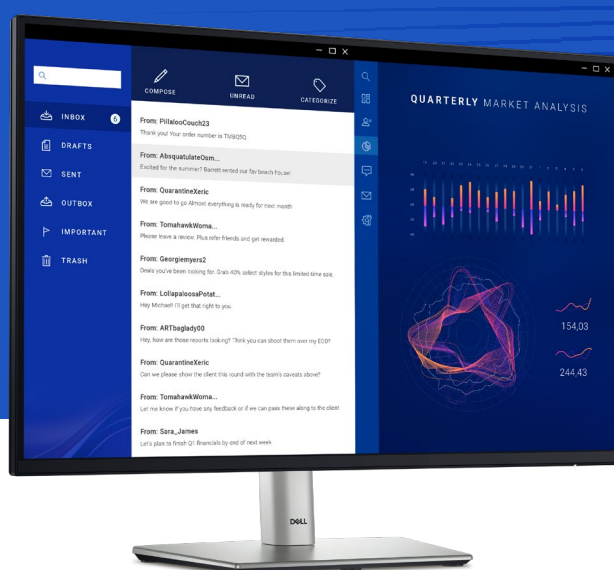 COMPOSE
UNREAD
CATEGORIZE
INBOX 6
DRAFTS
SENT
OUTBOX
IMPORTANT
TRASH
From: PillalooCouch23
Thank you! Your order number is TM8Q5Q
From: AbsquatulateOsm...
Excited for the summer? Barrett rented our fav beach house!
From: QuarantineXeric
We are good to go Almost everything is ready for next month
From: TomahawkWoma...
Please leave a review. Plus refer friends and get rewarded.
From: Georgiemyers2
Deals you've been looking for. Grab 40% select styles for this limited-time sale.
From: LollapaloosaPotat...
Hey Michael! I'll get that right to you.
From: ARTbaglady00
Hey, how are those reports looking? Think you can shoot them over my EOD?
From: QuarantineXeric
Can we please show the client this round with the team's caveats above?
From: TomahawkWoma...
Let me know if you have any feedback or if we can pass these along to the client
From: Sara_James
Let's plan to finish Q1 financials by end of next week
QUARTERLY MARKET ANALYSIS
154,03
244,43
DELL